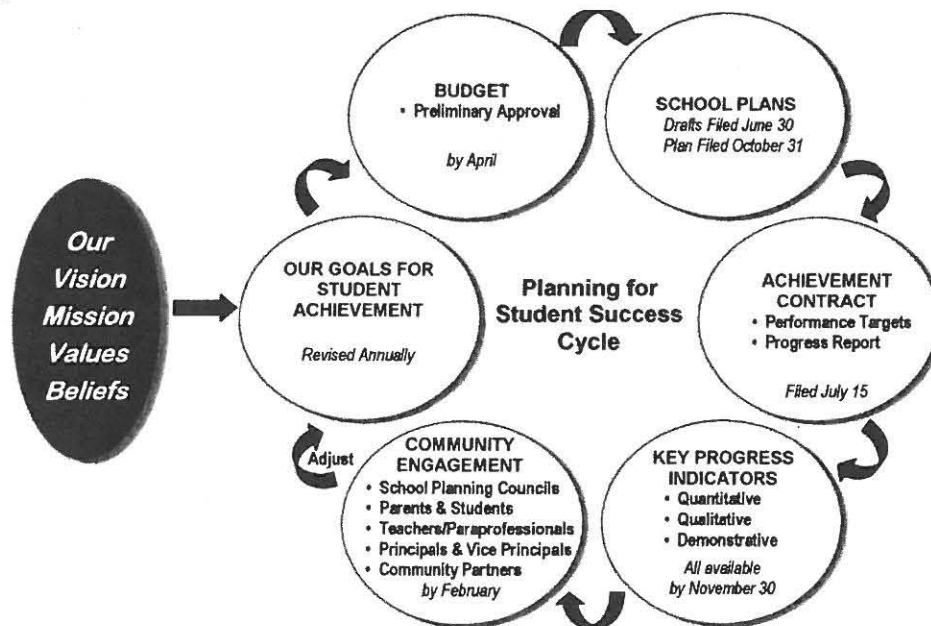 BUDGET
• Preliminary Approval
by April
SCHOOL PLANS
Drafts Filed June 30
Plan Filed October 31
Our
Vision
Mission
Values
Beliefs
OUR GOALS FOR
STUDENT
ACHIEVEMENT
Revised Annually
Planning for
Student Success
Cycle
ACHIEVEMENT
CONTRACT
• Performance Targets
• Progress Report
Filed July 15
Adjust
COMMUNITY
ENGAGEMENT
• School Planning Councils
• Parents & Students
• Teachers/Paraprofessionals
• Principals & Vice Principals
• Community Partners
by February
KEY PROGRESS
INDICATORS
• Quantitative
• Qualitative
• Demonstrative
All available
by November 30